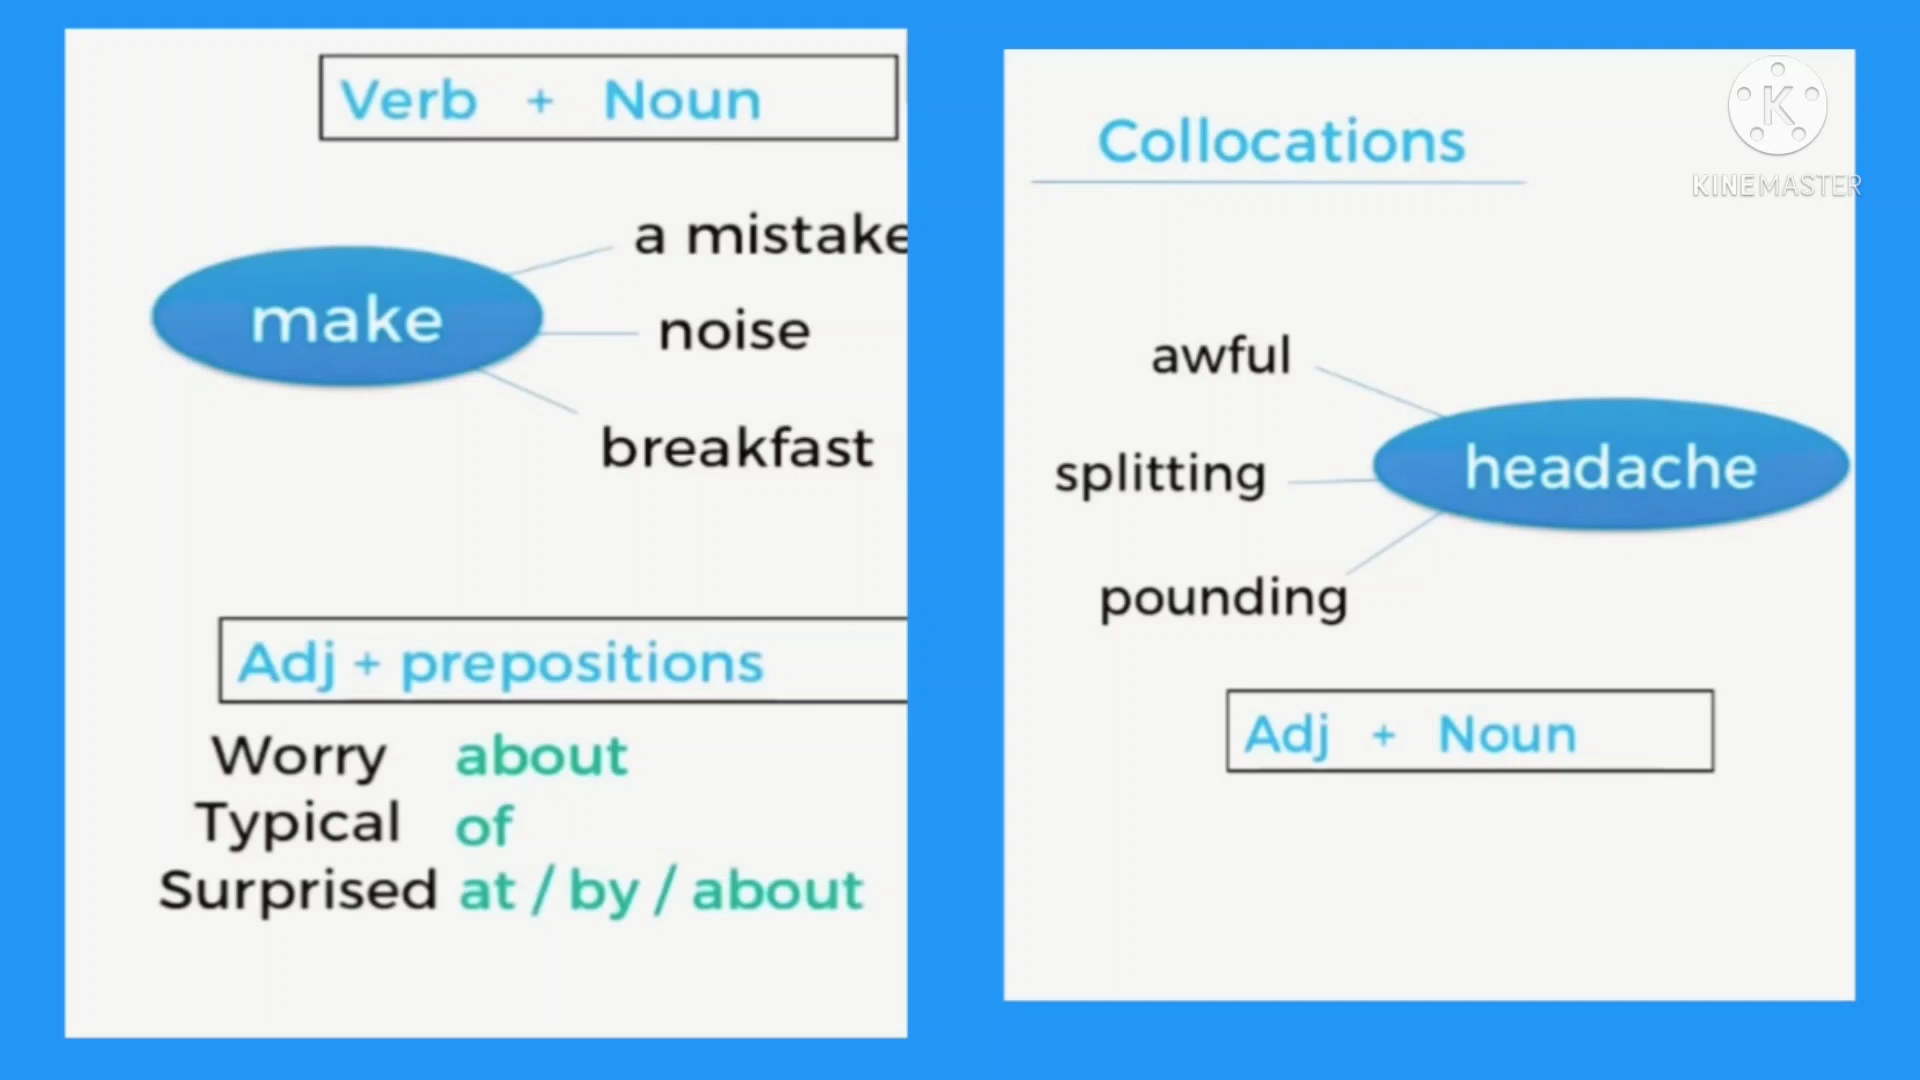 Verb + Noun
a mistake
make
noise
breakfast
Adj + prepositions
Worry about
Typical of
Surprised at / by / about
Collocations
K
KINEMASTER
awful
headache
splitting
pounding
Adj + Noun